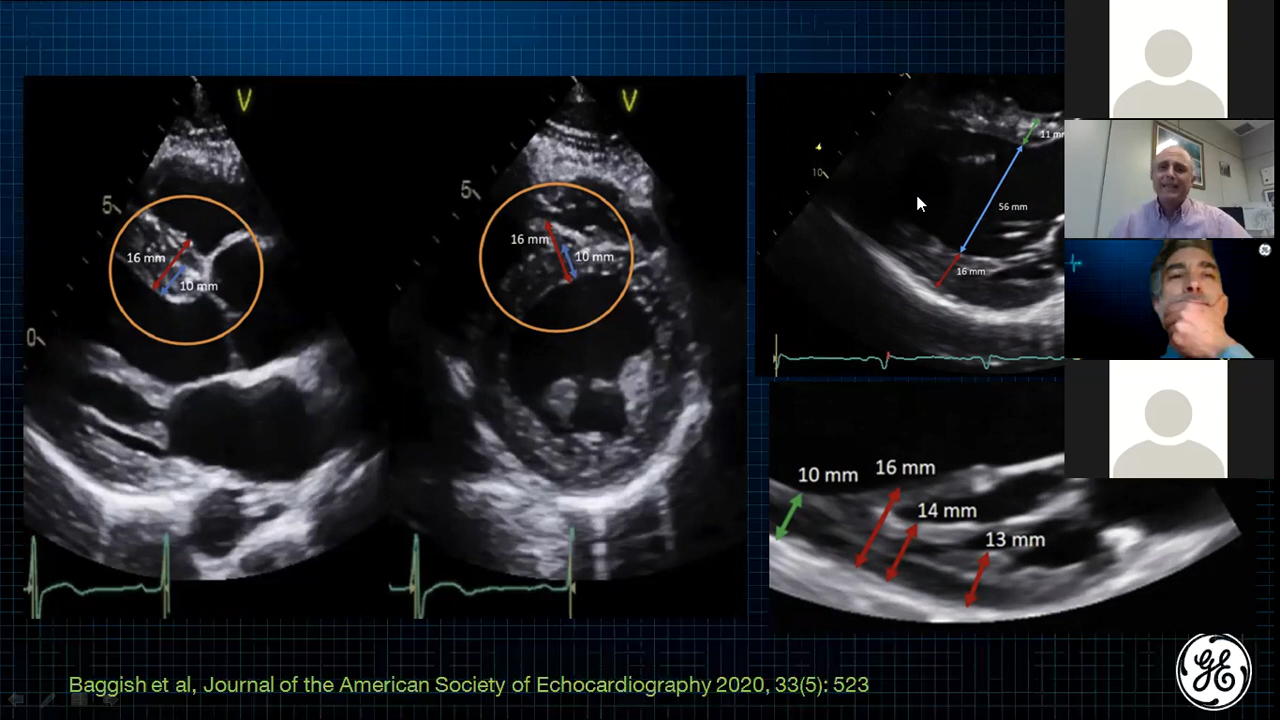 V
5
16 mm
10 mm
0
V
5
16 mm
10 mm
10
11 mm
56 mm
16 mm
10 mm
16 mm
14 mm
13 mm
Baggish et al, Journal of the American Society of Echocardiography 2020, 33(5): 523
GE